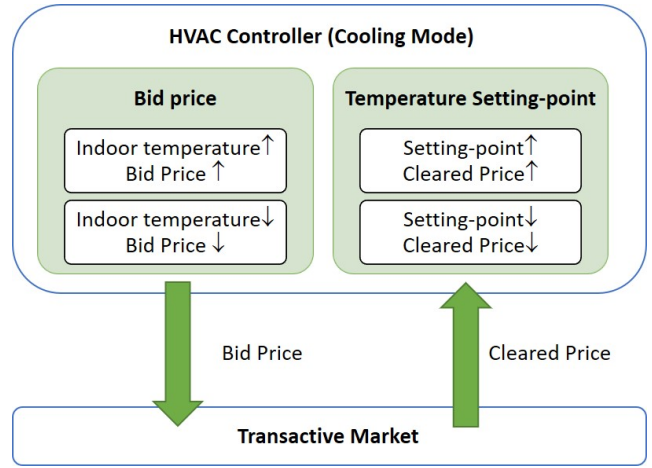 HVAC Controller (Cooling Mode)
Bid price
Indoor temperature↑
Bid Price ↑
Indoor temperature↓
Bid Price ↓
Temperature Setting-point
Setting-point↑
Cleared Price↑
Setting-point↓
Cleared Price↓
Bid Price
Cleared Price
Transactive Market